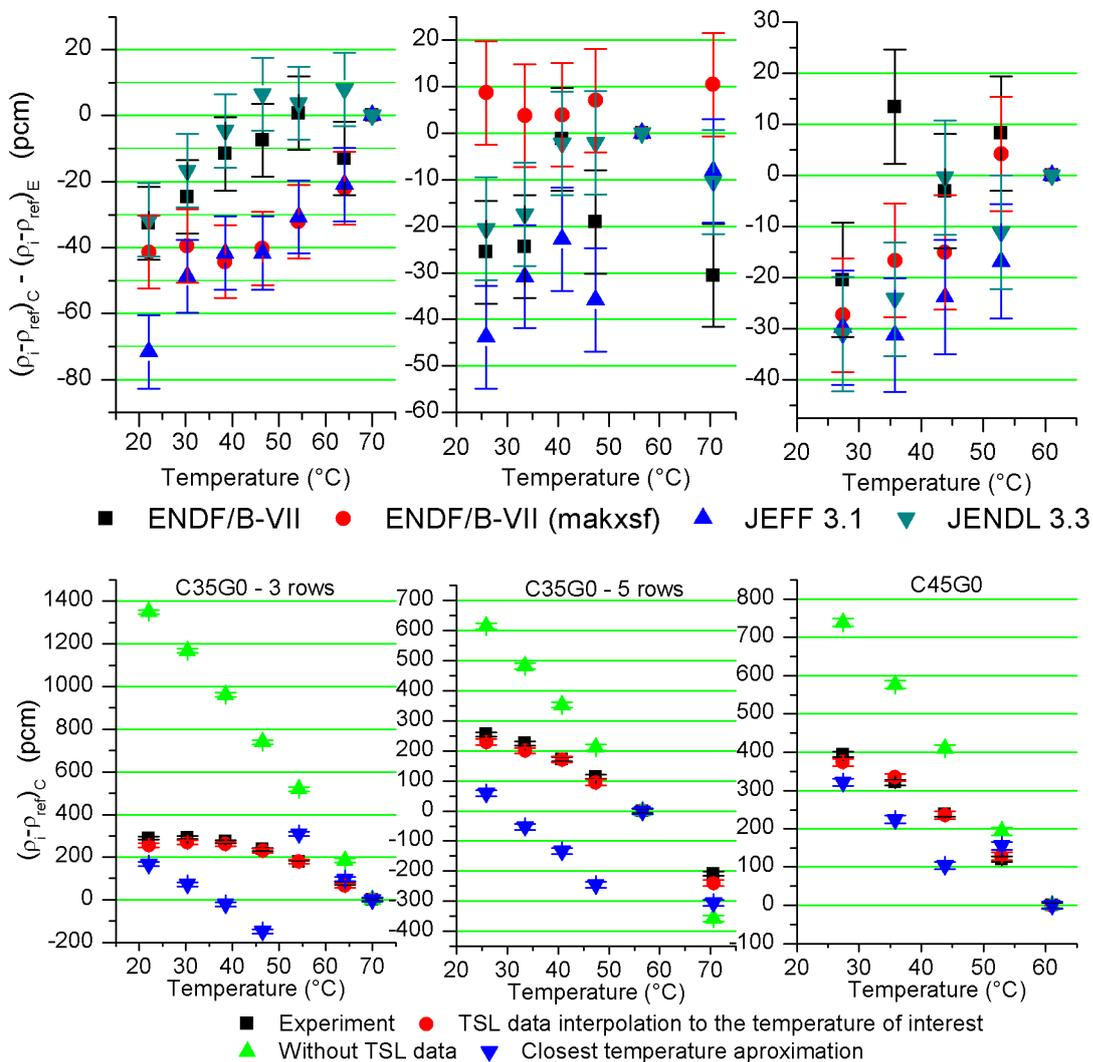 (ρi-ρref)C - (ρi-ρref)E (pcm)
20
0
-20
-40
-60
-80
20 30 40 50 60 70
Temperature (°C)
20
10
0
-10
-20
-30
-40
-50
-60
20 30 40 50 60 70
Temperature (°C)
30
20
10
0
-10
-20
-30
-40
20 30 40 50 60
Temperature (°C)
ENDF/B-VII ENDF/B-VII (makxsf) JEFF 3.1 JENDL 3.3
(ρi-ρref)C (pcm)
C35G0 - 3 rows
1400
1200
1000
800
600
400
200
0
-200
20 30 40 50 60 70
Temperature (°C)
C35G0 - 5 rows
700
600
500
400
300
200
100
0
-100
-200
-300
-400
20 30 40 50 60 70
Temperature (°C)
C45G0
800
700
600
500
400
300
200
100
0
-100
20 30 40 50 60
Temperature (°C)
Experiment TSL data interpolation to the temperature of interest
Without TSL data Closest temperature aproximation